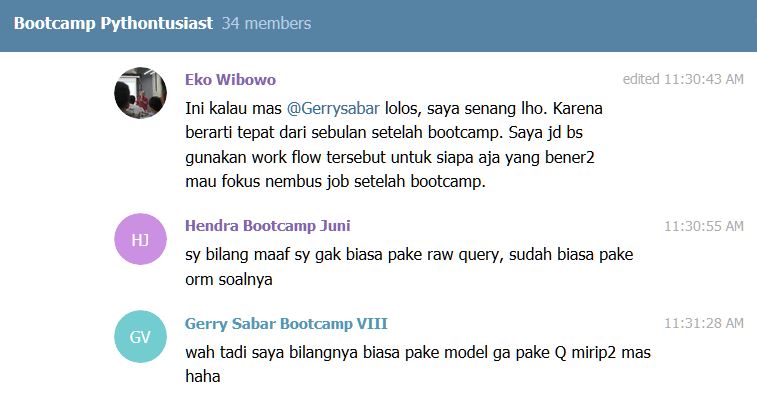 Bootcamp Pythontusiast 34 members
Eko Wibowo edited 11:30:43 AM
Ini kalau mas @Gerrysabar lolos, saya senang lho. Karena
berarti tepat dari sebulan setelah bootcamp. Saya jd bs
gunakan work flow tersebut untuk siapa aja yang bener2
mau fokus nembus job setelah bootcamp.
HJ
Hendra Bootcamp Juni 11:30:55 AM
sy bilang maaf sy gak biasa pake raw query, sudah biasa pake
orm soalnya
GV
Gerry Sabar Bootcamp VIII 11:31:28 AM
wah tadi saya bilangnya biasa pake model ga pake Q mirip2 mas
haha